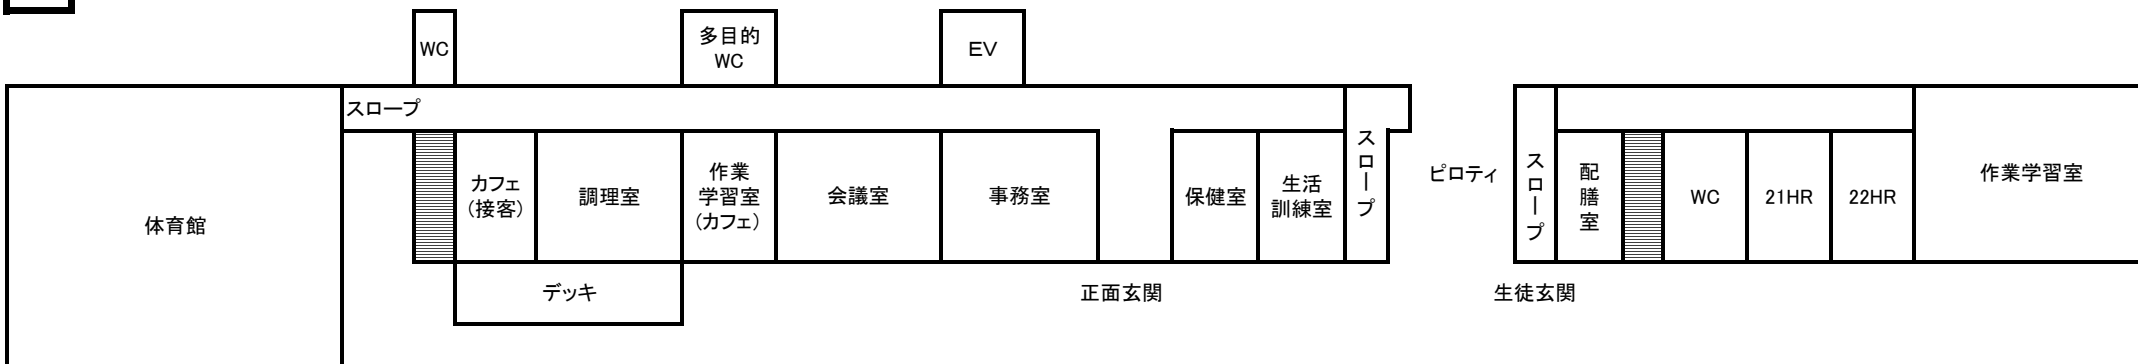 WC
多目的
WC
EV
スロープ
体育館
カフェ
(接客)
調理室
作業
学習室
(カフェ)
会議室
事務室
保健室
生活
訓練室
スロープ
ピロティ
スロープ
配膳室
WC
21HR
22HR
作業学習室
デッキ
正面玄関
生徒玄関